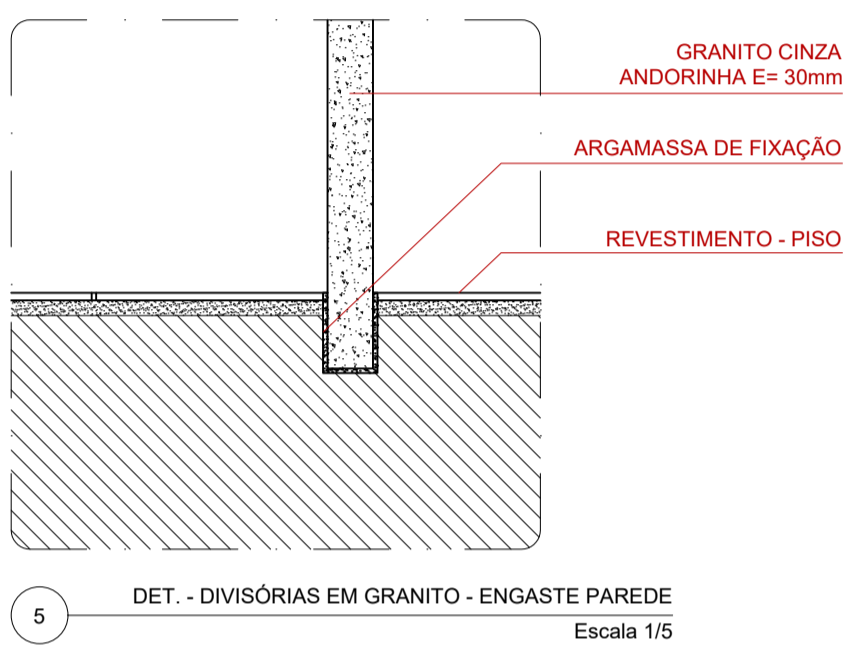 GRANITO CINZA
ANDORINHA E= 30mm
ARGAMASSA DE FIXAÇÃO
REVESTIMENTO - PISO
5
DET. - DIVISÓRIAS EM GRANITO - ENGASTE PAREDE
Escala 1/5